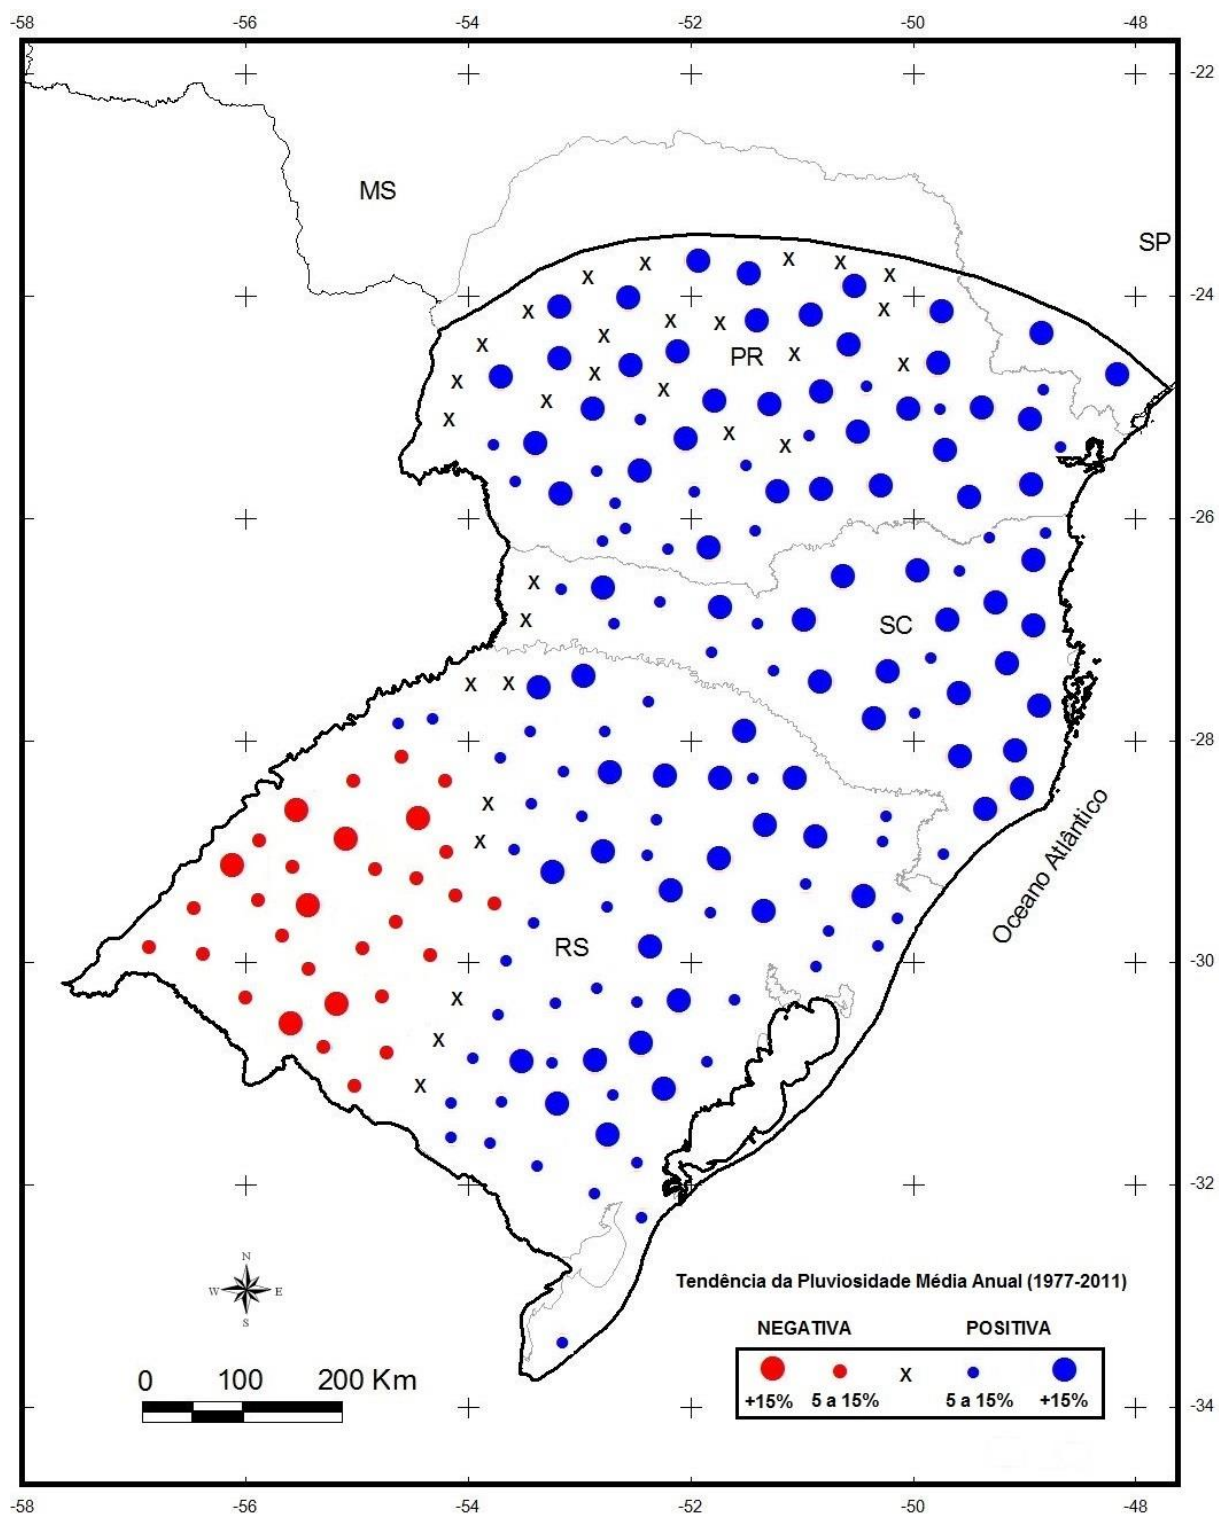 -58 -56 -54 -52 -50 -48
-22
MS
SP
x x x x x
-24
x x
x x x
x x
PR
x
x x
x x x
x
x x
x
-26
x
x
SC
x x
-28
x
x
Oceano Atlântico
RS
-30
x
x
x
-32
N
W E
S
Tendência da Pluviosidade Média Anual (1977-2011)
NEGATIVA POSITIVA
x
+15% 5 a 15% 5 a 15% +15%
0 100 200 Km
-34
-58 -56 -54 -52 -50 -48